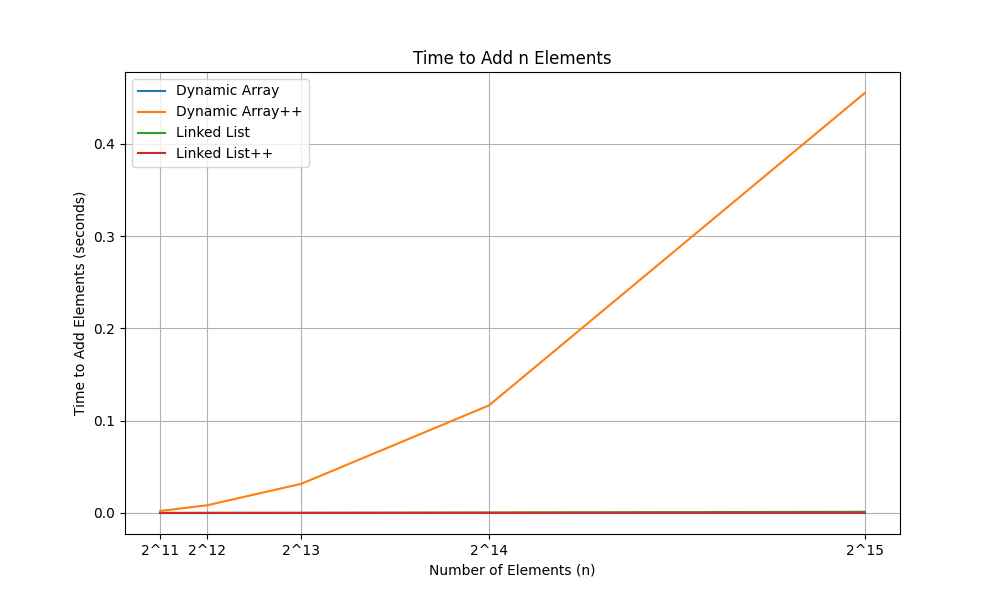 Time to Add n Elements
Dynamic Array
Dynamic Array++
Linked List
Linked List++
Time to Add Elements (seconds)
0.4
0.3
0.2
0.1
0.0
2^11 2^12 2^13 2^14 2^15
Number of Elements (n)